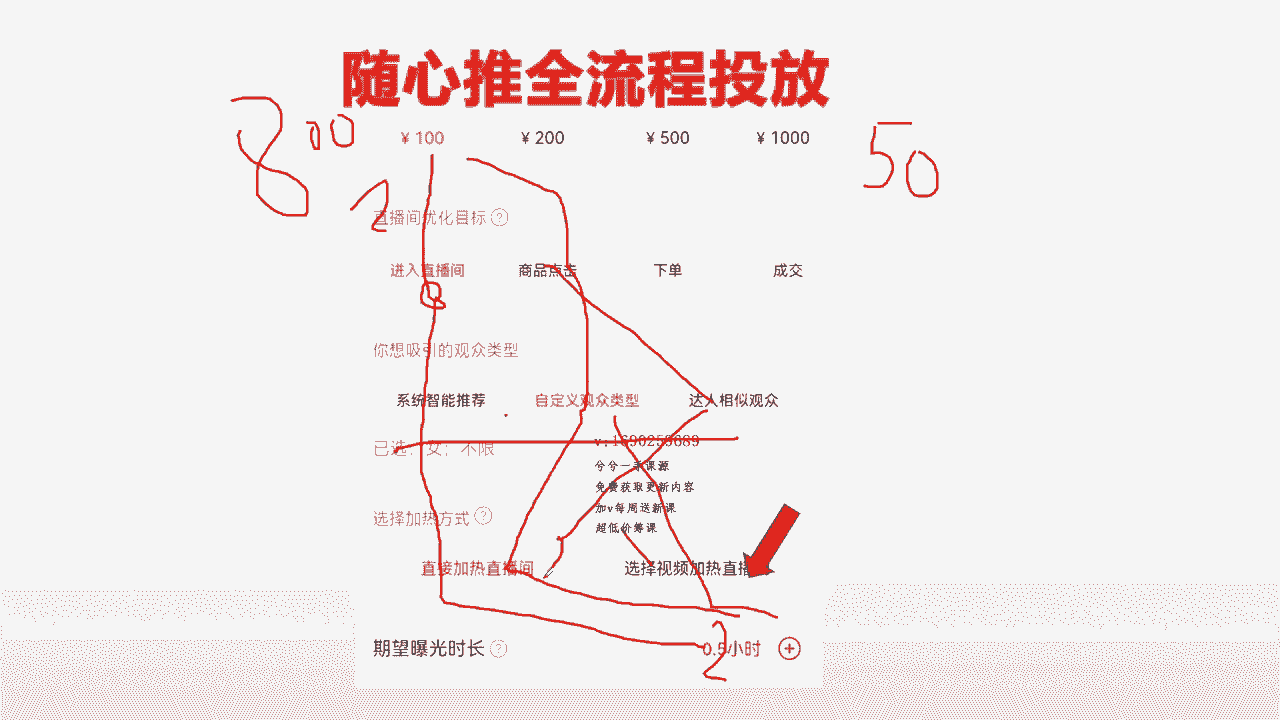 随心推全流程投放
800
¥ 100 ¥ 200 ¥ 500 ¥ 1000
50
2
直播间优化目标 ?
进入直播间 商品点击 下单 成交
你想吸引的观众类型
系统智能推荐 自定义观众类型 达人相似观众
已选：女；不限
v:1690259689
兮兮一手课源
免费获取更新内容
加v每周送新课
超低价筹课
选择加热方式 ?
直接加热直播间 选择视频加热直播
期望曝光时长 ? 0.5小时 +
2